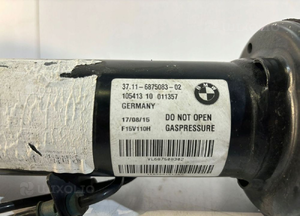 37.11-6875083-02
105413 10 011357
GERMANY
17/08/15 DO NOT OPEN
F15V110H GASPRESSURE